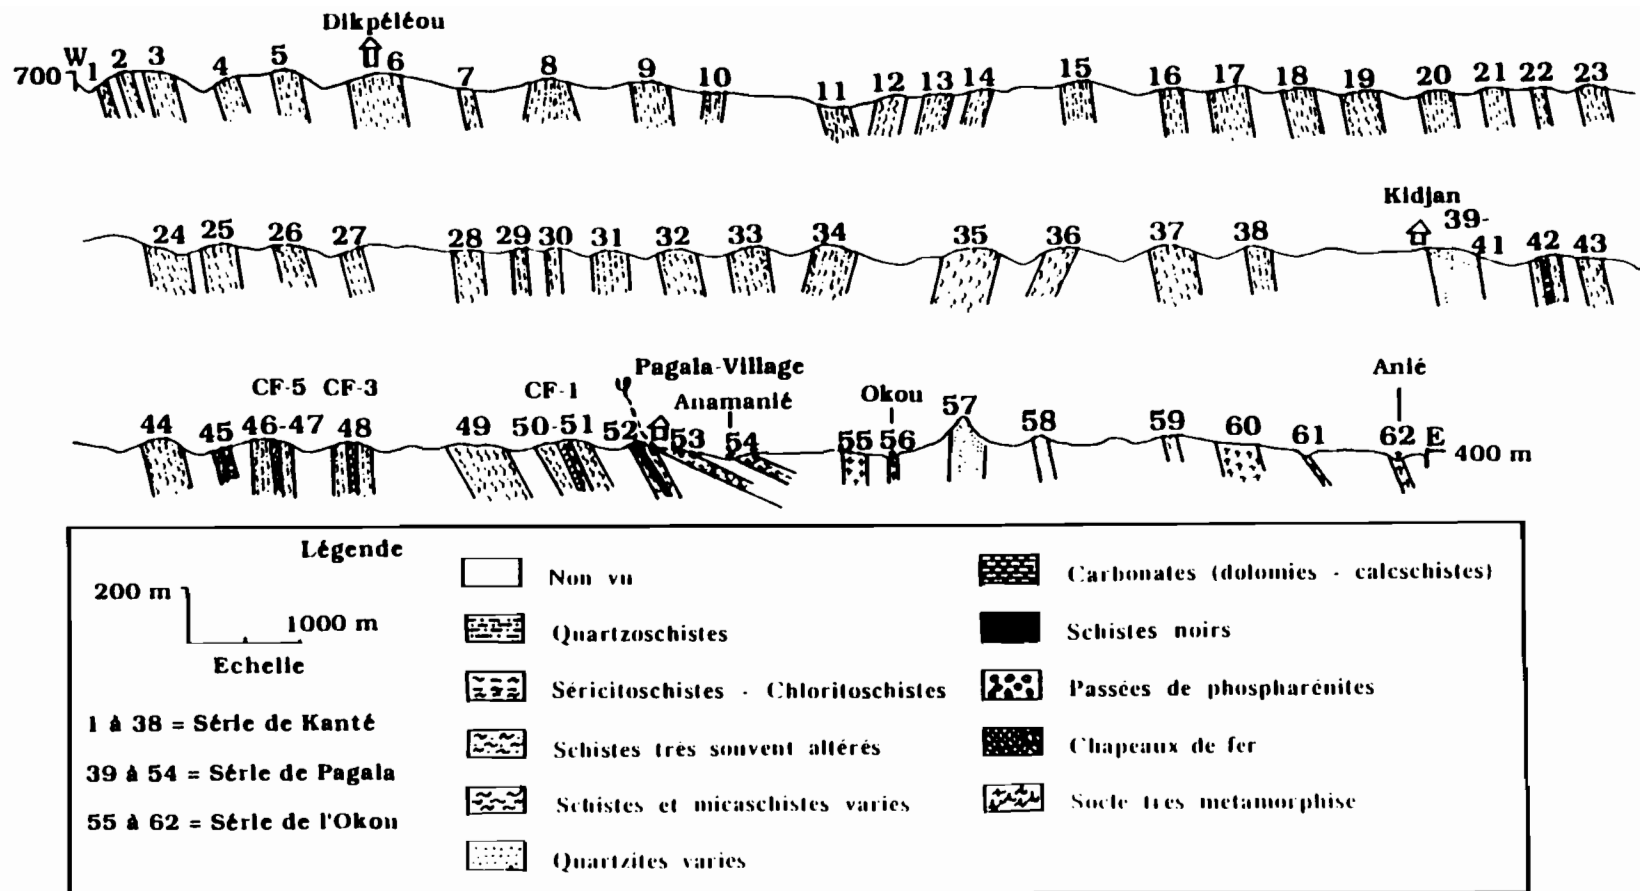 Dikpéléou
W 1 2 3 4 5 6 7 8 9 10 11 12 13 14 15 16 17 18 19 20 21 22 23
700
Kidjan
24 25 26 27 28 29 30 31 32 33 34 35 36 37 38 39-41 42 43
Pagala-Village
Anié
CF-5 CF-3 CF-1 φ Anamanié Okou
44 45 46-47 48 49 50-51 52 53 54 55 56 57 58 59 60 61 62 E
400 m
Légende
200 m
1000 m
Echelle
1 à 38 = Série de Kanté
39 à 54 = Série de Pagala
55 à 62 = Série de l'Okou
Non vu
Quartzoschistes
Séricitoschistes - Chloritoschistes
Schistes très souvent altérés
Schistes et micaschistes varies
Quartzites varies
Carbonates (dolomies - calcschistes)
Schistes noirs
Passées de phospharénites
Chapeaux de fer
Socle tres metamorphise